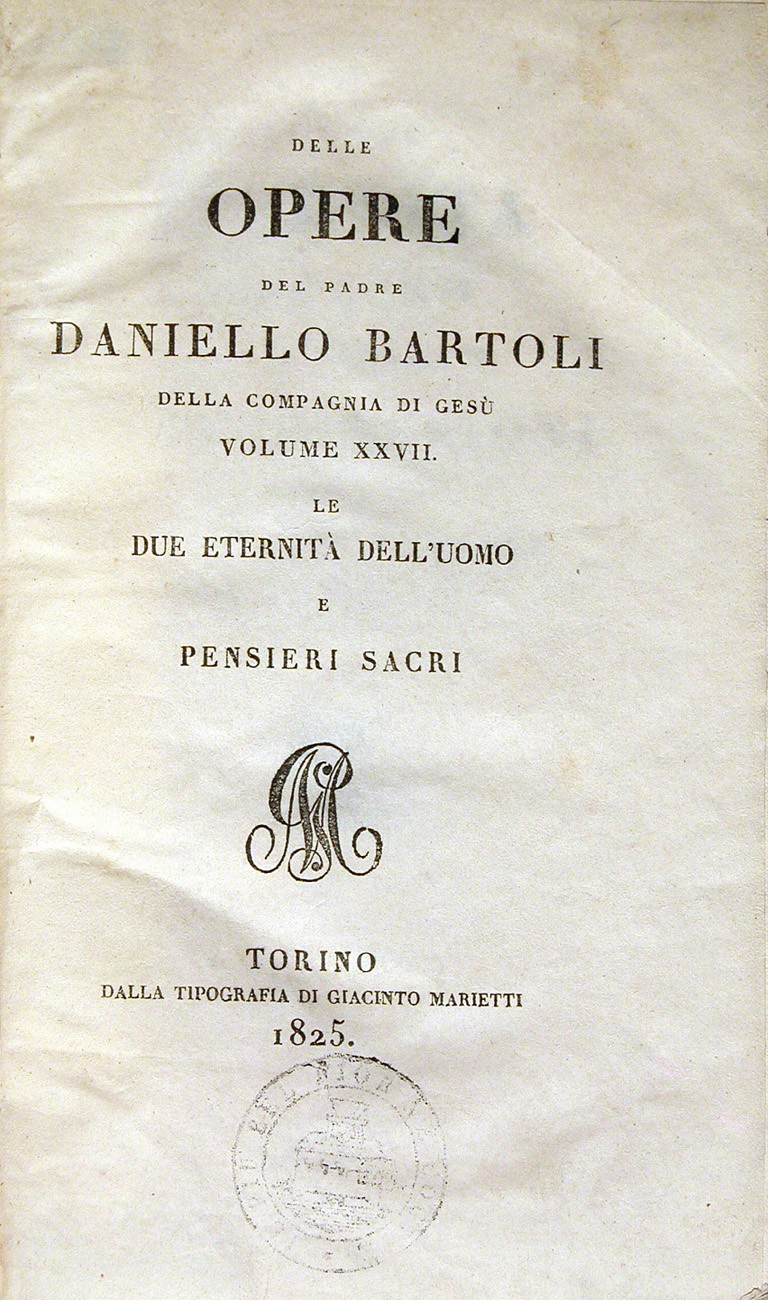 DELLE
OPERE
DEL PADRE
DANIELLO BARTOLI
DELLA COMPAGNIA DI GESÙ
VOLUME XXVII.
LE
DUE ETERNITÀ DELL'UOMO
E
PENSIERI SACRI
TORINO
DALLA TIPOGRAFIA DI GIACINTO MARIETTI
1825.